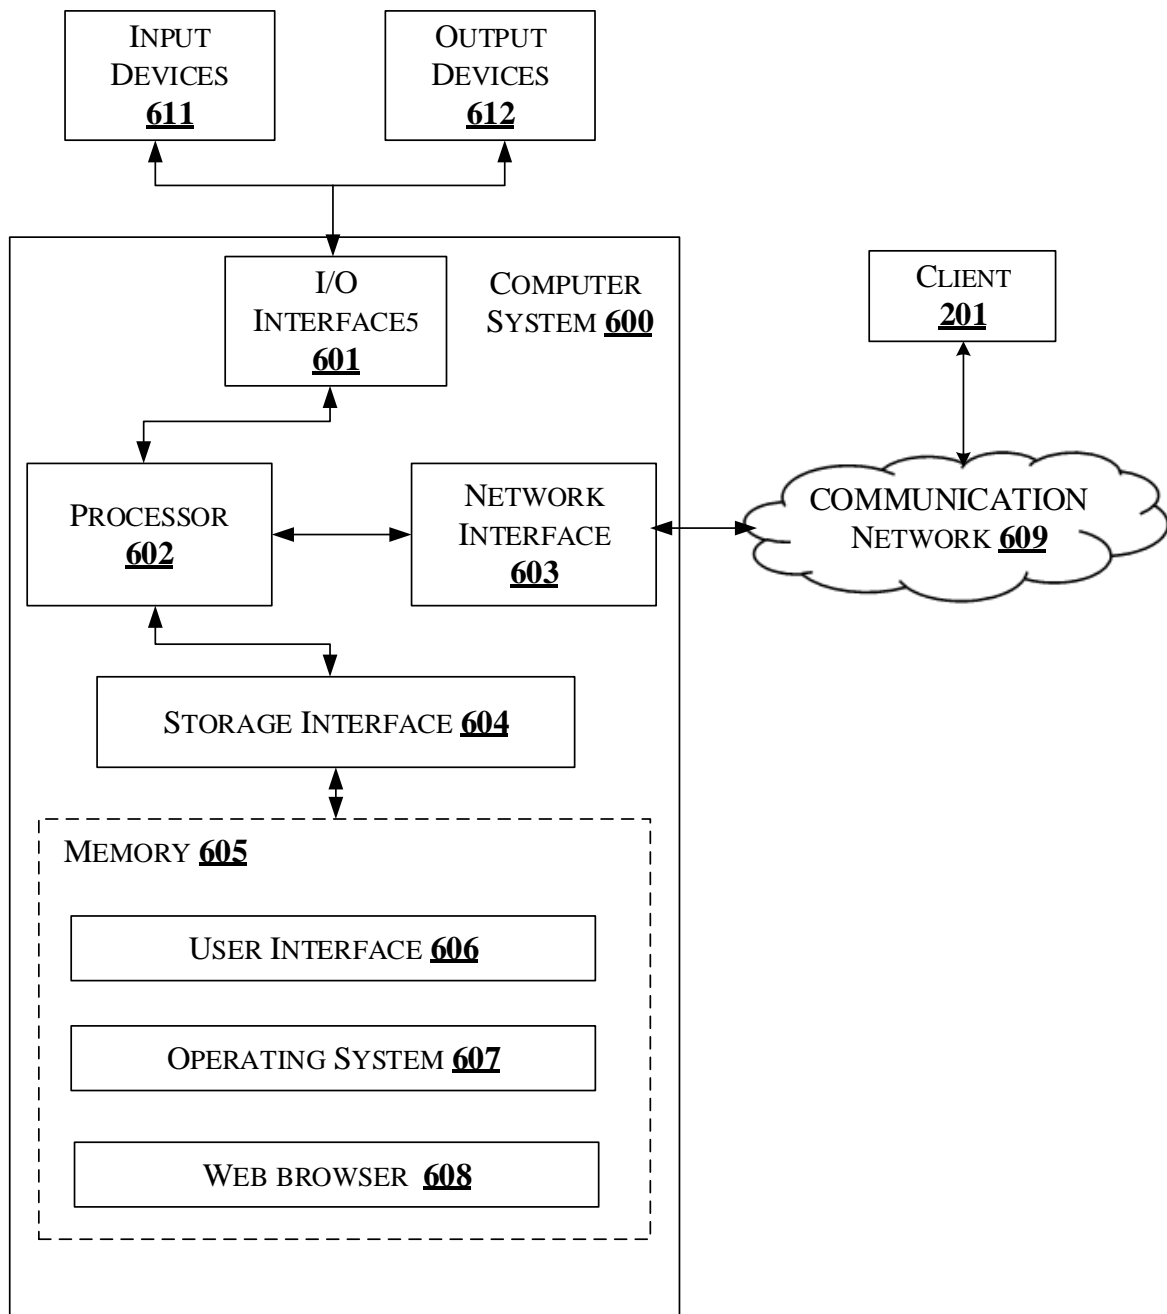 INPUT
DEVICES
611
OUTPUT
DEVICES
612
I/O
INTERFACE5
601
COMPUTER
SYSTEM 600
CLIENT
201
PROCESSOR
602
NETWORK
INTERFACE
603
COMMUNICATION
NETWORK 609
STORAGE INTERFACE 604
MEMORY 605
USER INTERFACE 606
OPERATING SYSTEM 607
WEB BROWSER 608